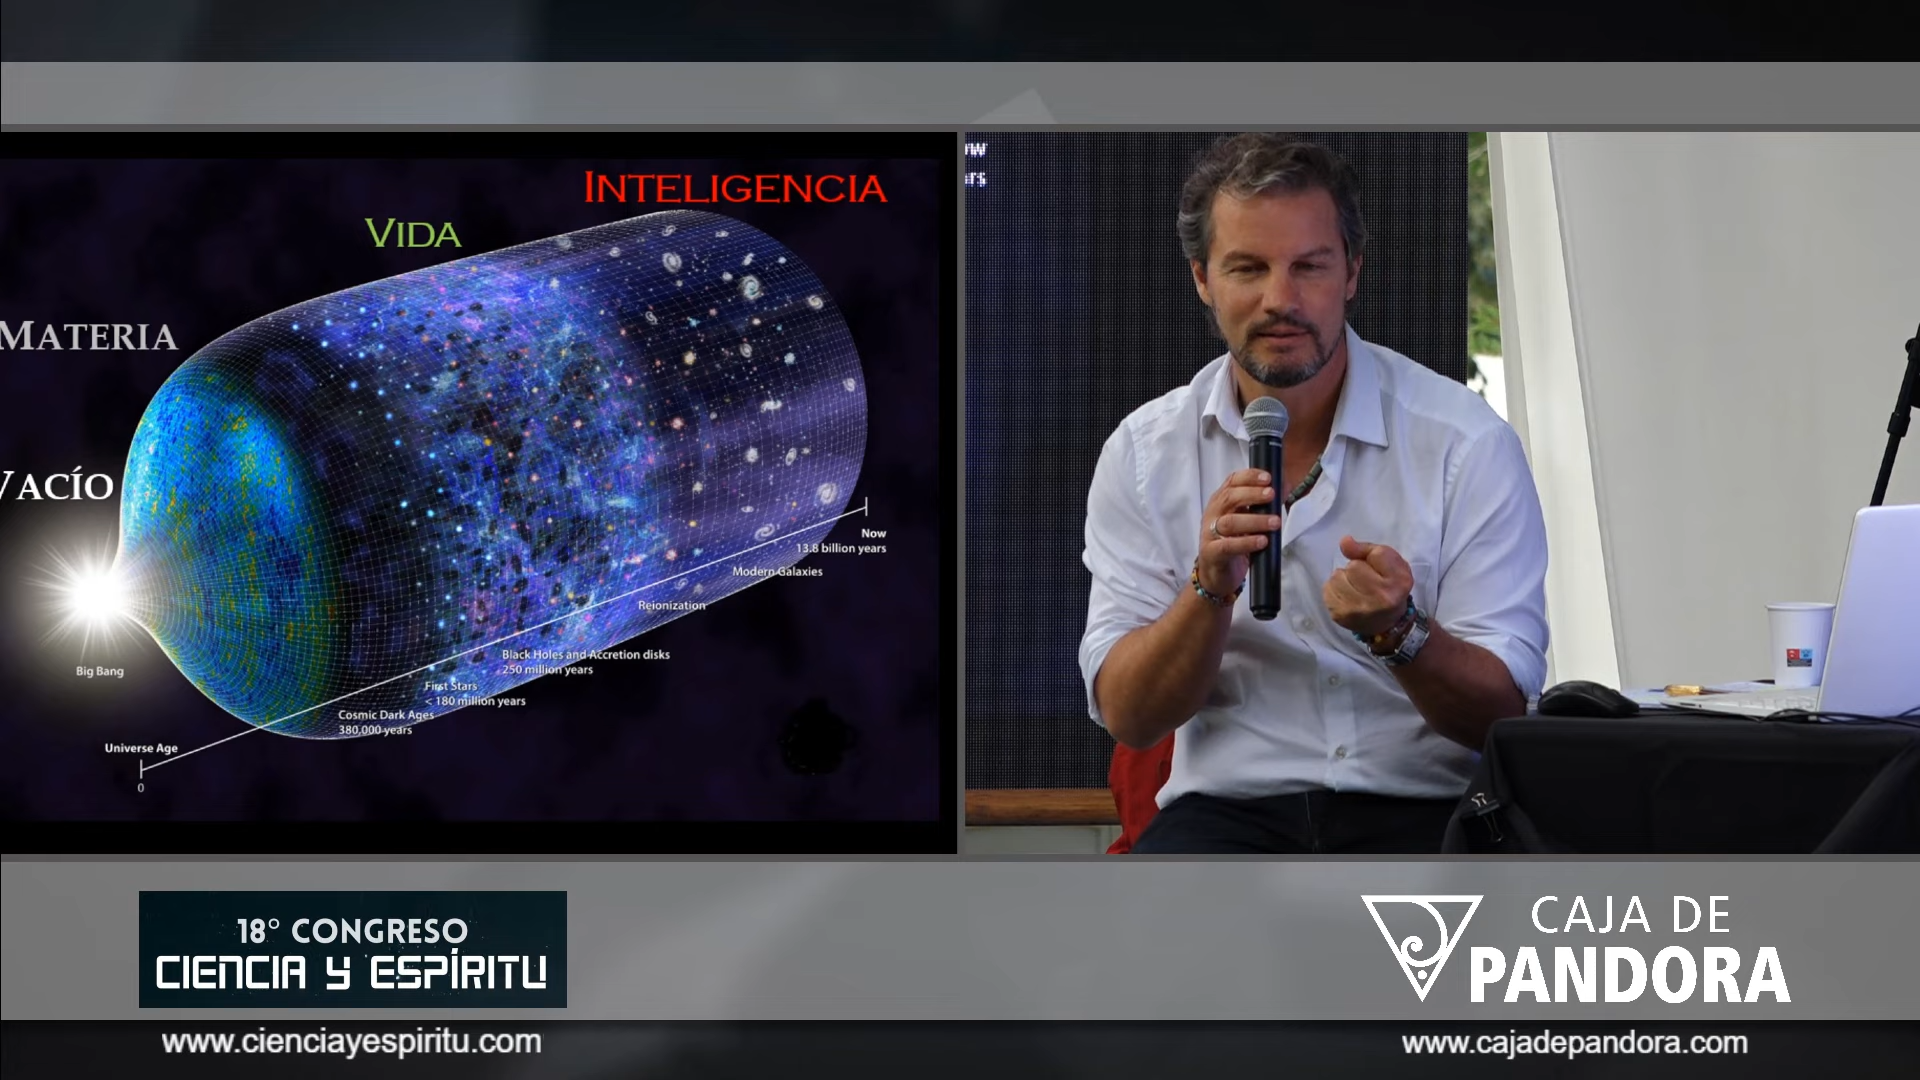 INTELIGENCIA
VIDA
MATERIA
VACÍO
Now
13.8 billion years
Modern Galaxies
Reionization
Black Holes and Accretion disks
250 million years
First Stars
< 180 million years
Cosmic Dark Ages
380,000 years
Big Bang
Universe Age
0
18° CONGRESO
CIENCIA Y ESPÍRITU
www.cienciayespiritu.com
CAJA DE
PANDORA
www.cajadepandora.com